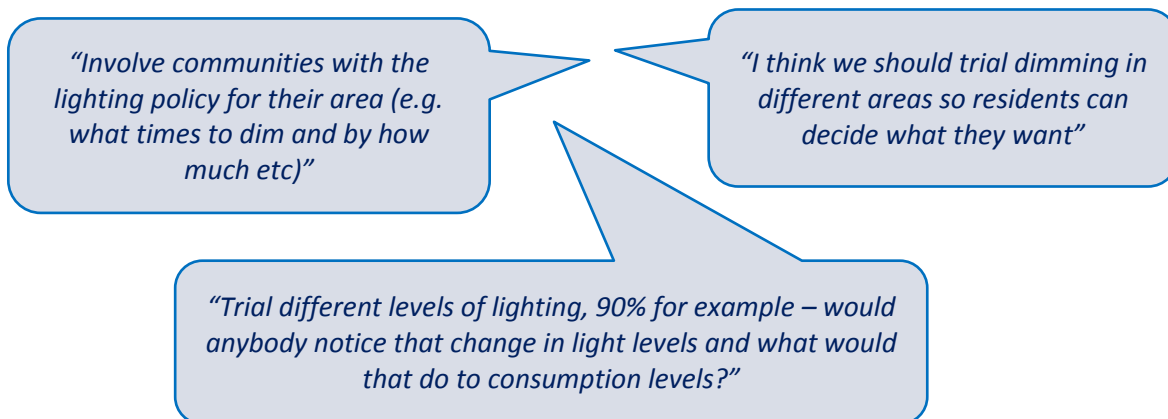 “Involve communities with the
lighting policy for their area (e.g.
what times to dim and by how
much etc)”
“I think we should trial dimming in
different areas so residents can
decide what they want”
“Trial different levels of lighting, 90% for example – would
anybody notice that change in light levels and what would
that do to consumption levels?”